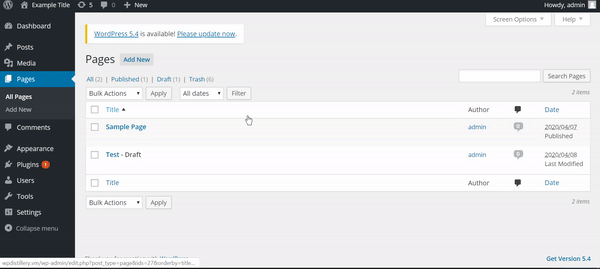 Example Title 5 0 + New Howdy, admin
Dashboard
Posts
Media
Pages
All Pages
Add New
Comments
Appearance
Plugins 1
Users
Tools
Settings
Collapse menu
Screen Options Help
WordPress 5.4 is available! Please update now.
Pages Add New
All (2) | Published (1) | Draft (1) | Trash (6)
Search Pages
Bulk Actions Apply All dates Filter 2 items
Title Author Date
Sample Page admin 0 2020/04/07
Published
Test - Draft admin 0 2020/04/08
Last Modified
Title Author Date
Bulk Actions Apply 2 items
Get Version 5.4
wpdistillery.vm/wp-admin/edit.php?post_type=page&ids=27&orderby=title...